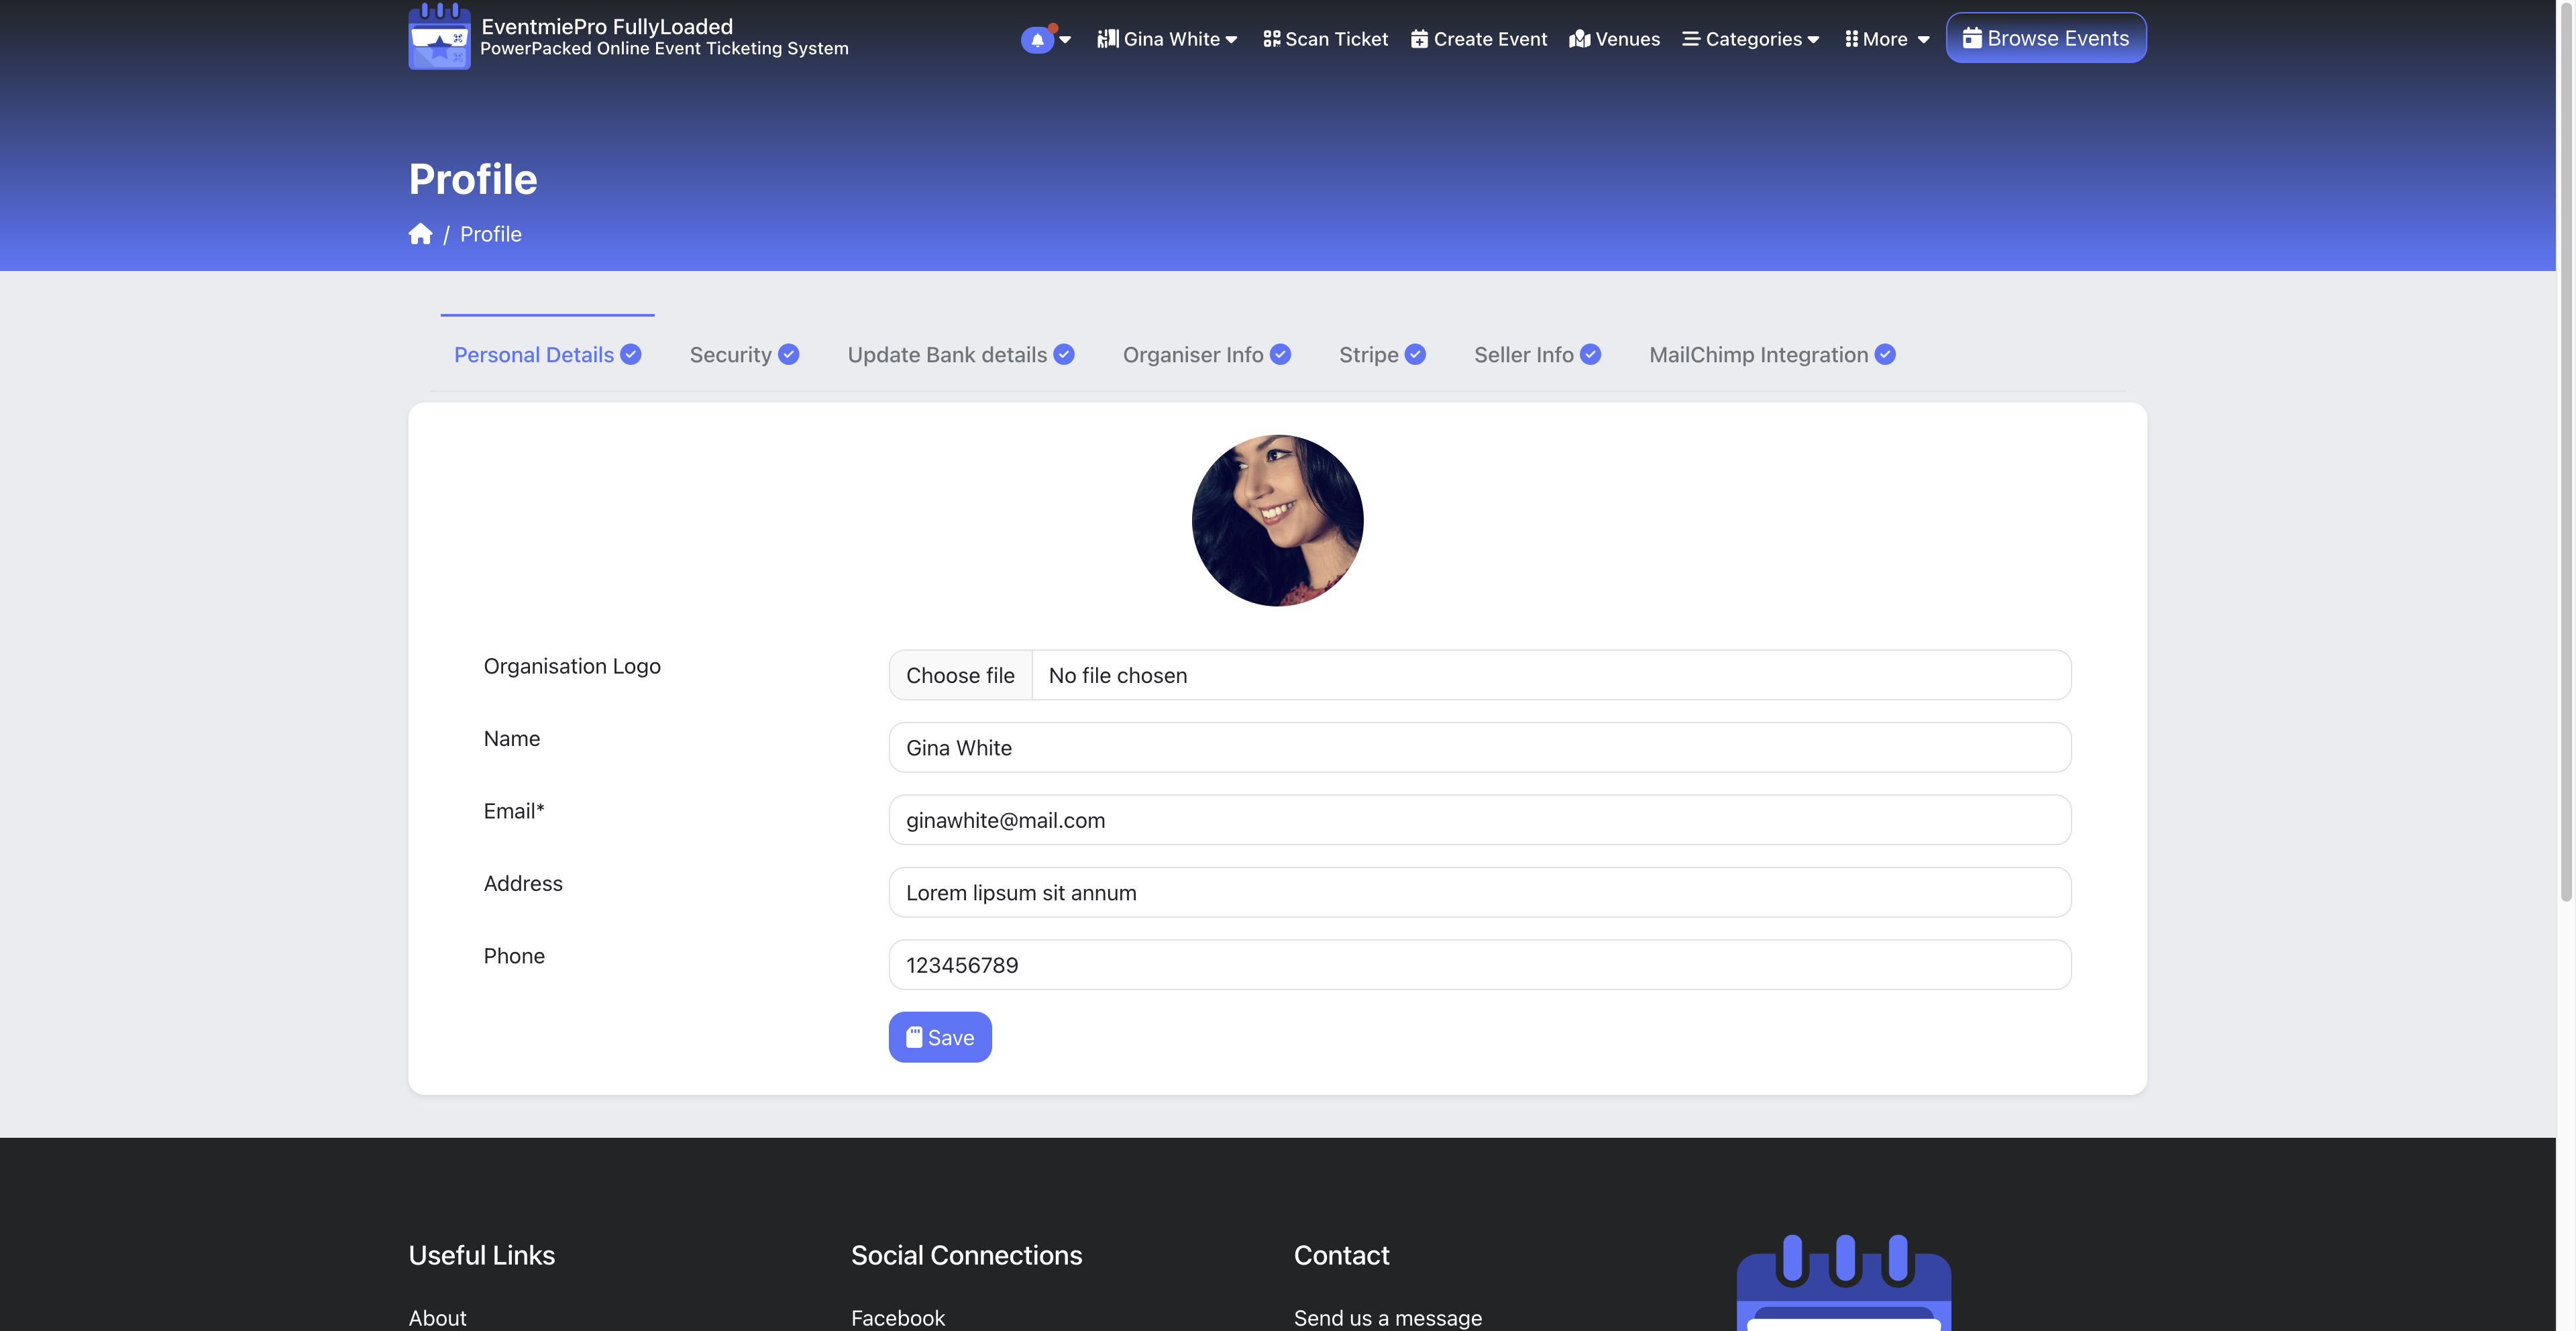 EventmiePro FullyLoaded
PowerPacked Online Event Ticketing System
Gina White
Scan Ticket
Create Event
Venues
Categories
More
Browse Events
Profile
/ Profile
Personal Details
Security
Update Bank details
Organiser Info
Stripe
Seller Info
MailChimp Integration
Organisation Logo
Choose file No file chosen
Name
Gina White
Email*
ginawhite@mail.com
Address
Lorem lipsum sit annum
Phone
123456789
Save
Useful Links
Social Connections
Contact
About
Facebook
Send us a message